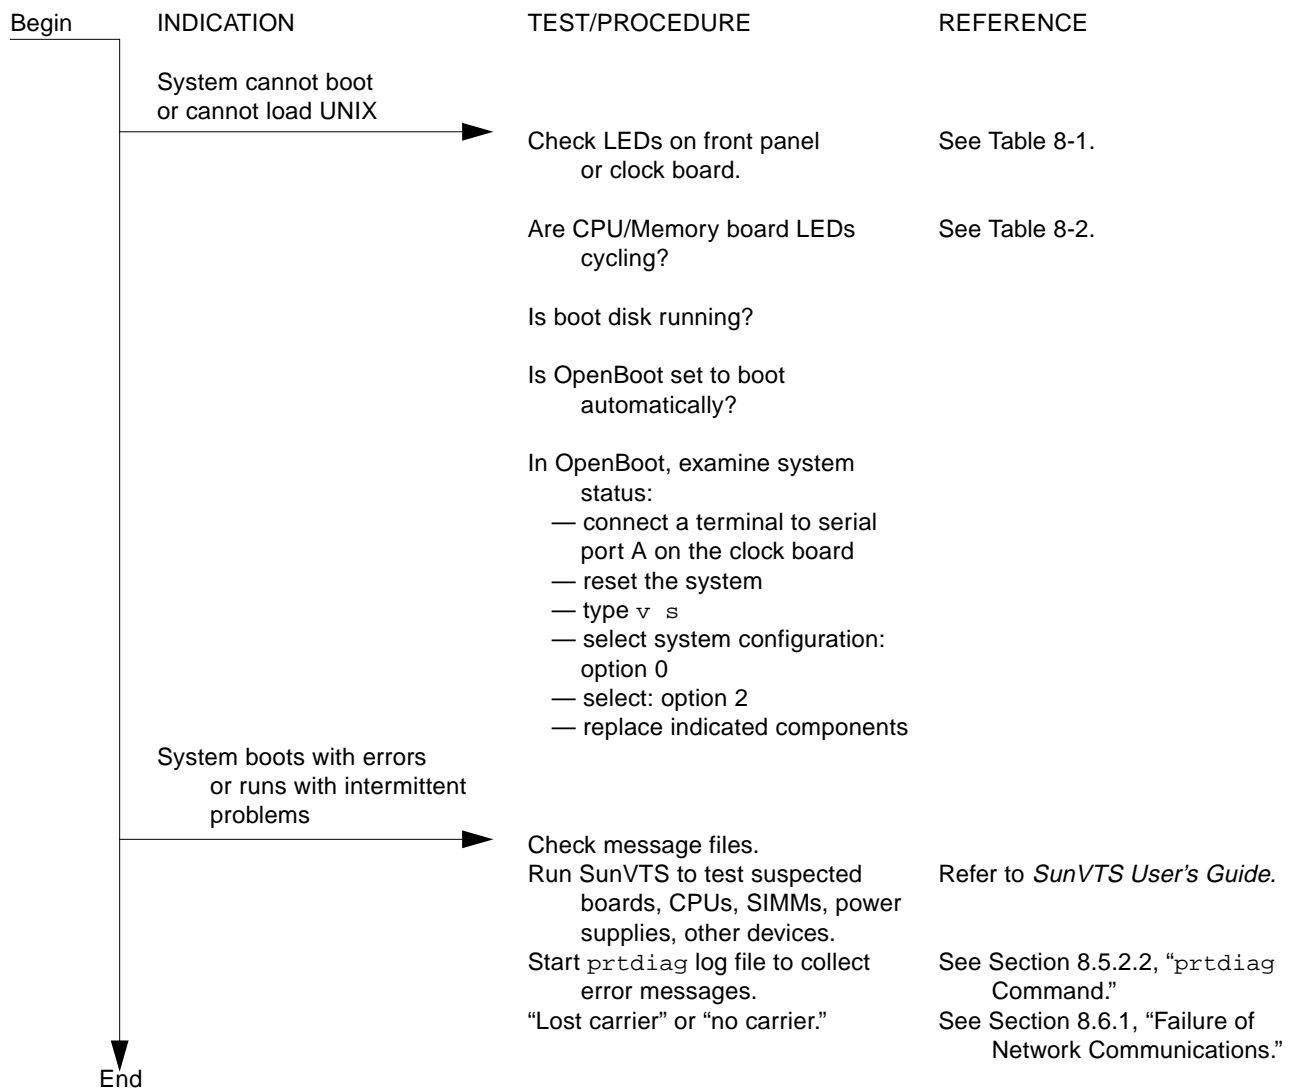 Begin
INDICATION
TEST/PROCEDURE
REFERENCE
System cannot boot
or cannot load UNIX
Check LEDs on front panel
or clock board.
See Table 8-1.
Are CPU/Memory board LEDs
cycling?
See Table 8-2.
Is boot disk running?
Is OpenBoot set to boot
automatically?
In OpenBoot, examine system
status:
— connect a terminal to serial
port A on the clock board
— reset the system
— type v s
— select system configuration:
option 0
— select: option 2
— replace indicated components
System boots with errors
or runs with intermittent
problems
Check message files.
Run SunVTS to test suspected
boards, CPUs, SIMMs, power
supplies, other devices.
Refer to SunVTS User's Guide.
Start prtdiag log file to collect
error messages.
See Section 8.5.2.2, “prtdiag
Command.”
“Lost carrier” or “no carrier.”
See Section 8.6.1, “Failure of
Network Communications.”
End